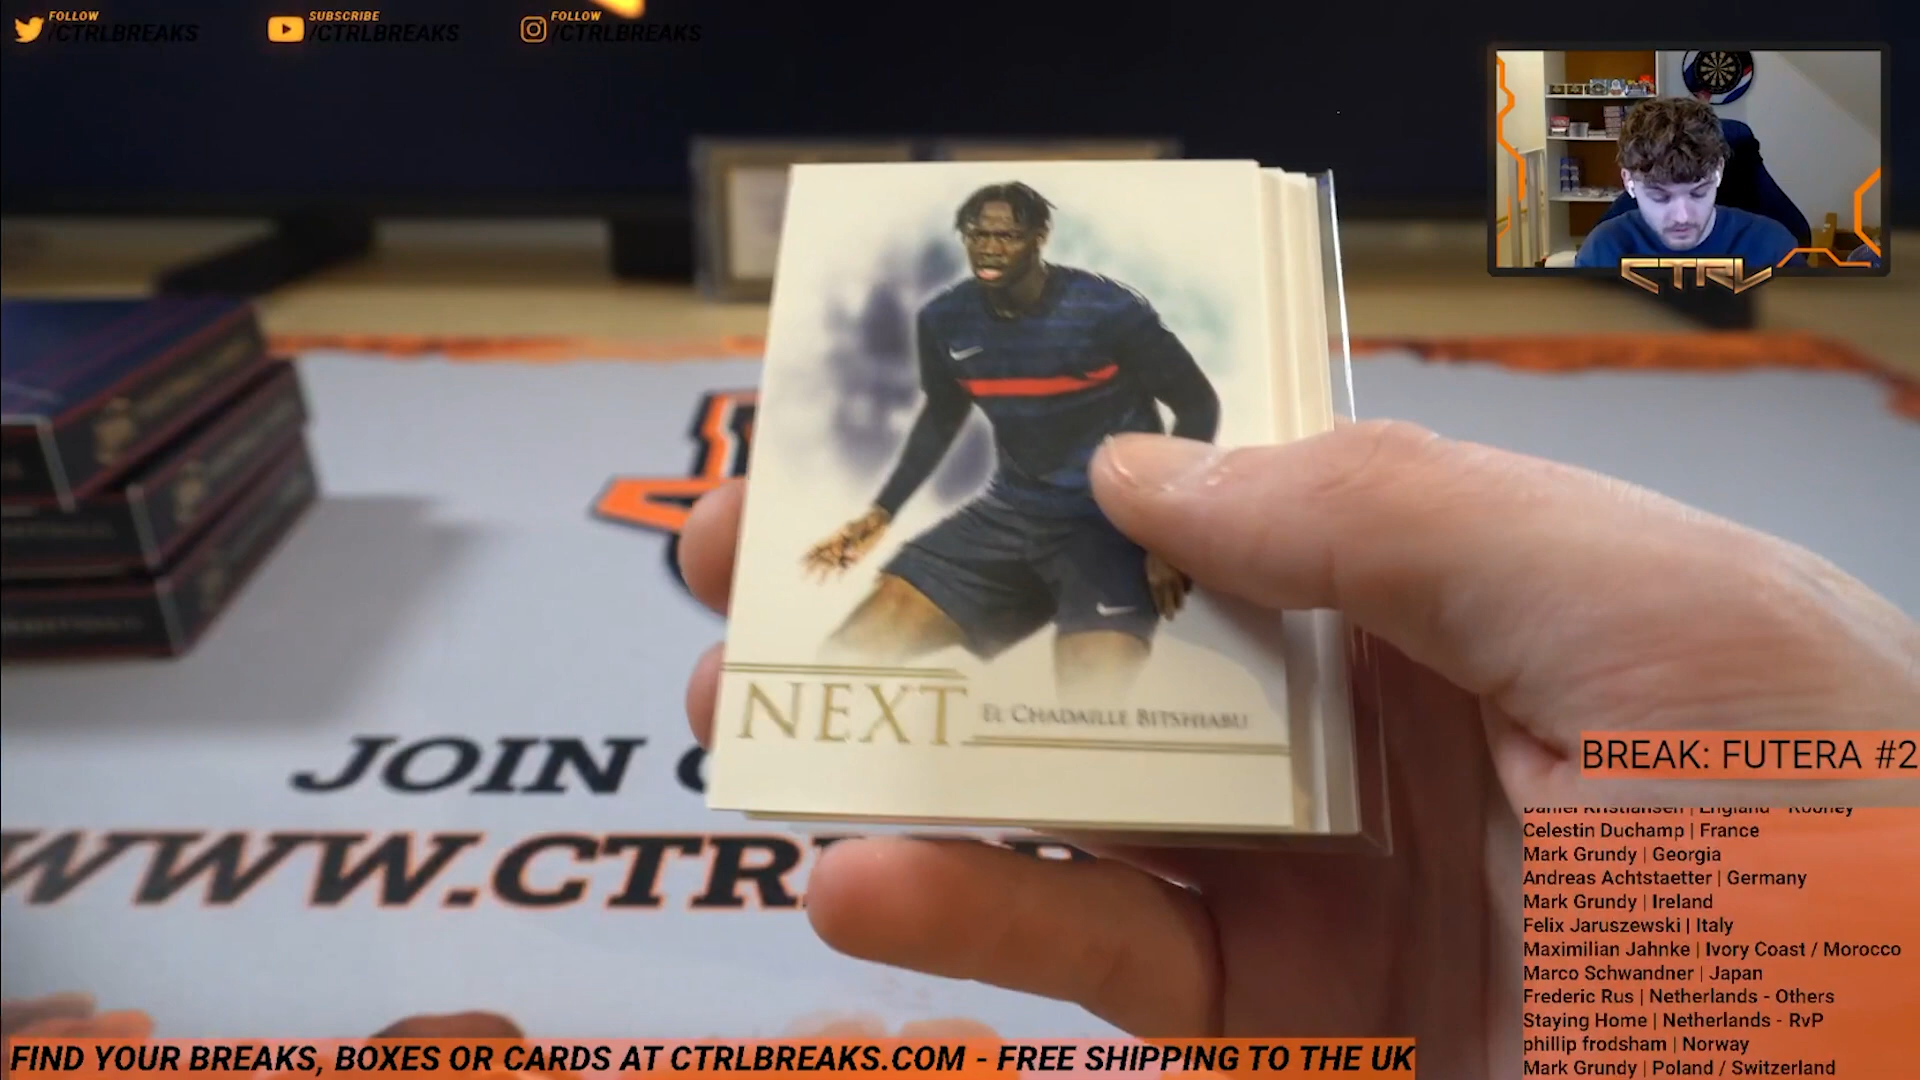 FOLLOW
/CTRLBREAKS
SUBSCRIBE
/CTRLBREAKS
FOLLOW
/CTRLBREAKS
CTRL
NEXT
EL CHADAILLE BITSHIABU
JOIN
WWW.CTRL
BREAK: FUTERA #2
Daniel Kristiansen | England - Rooney
Celestin Duchamp | France
Mark Grundy | Georgia
Andreas Achtstaetter | Germany
Mark Grundy | Ireland
Felix Jaruszewski | Italy
Maximilian Jahnke | Ivory Coast / Morocco
Marco Schwandner | Japan
Frederic Rus | Netherlands - Others
Staying Home | Netherlands - RvP
phillip frodsham | Norway
Mark Grundy | Poland / Switzerland
FIND YOUR BREAKS, BOXES OR CARDS AT CTRLBREAKS.COM - FREE SHIPPING TO THE UK